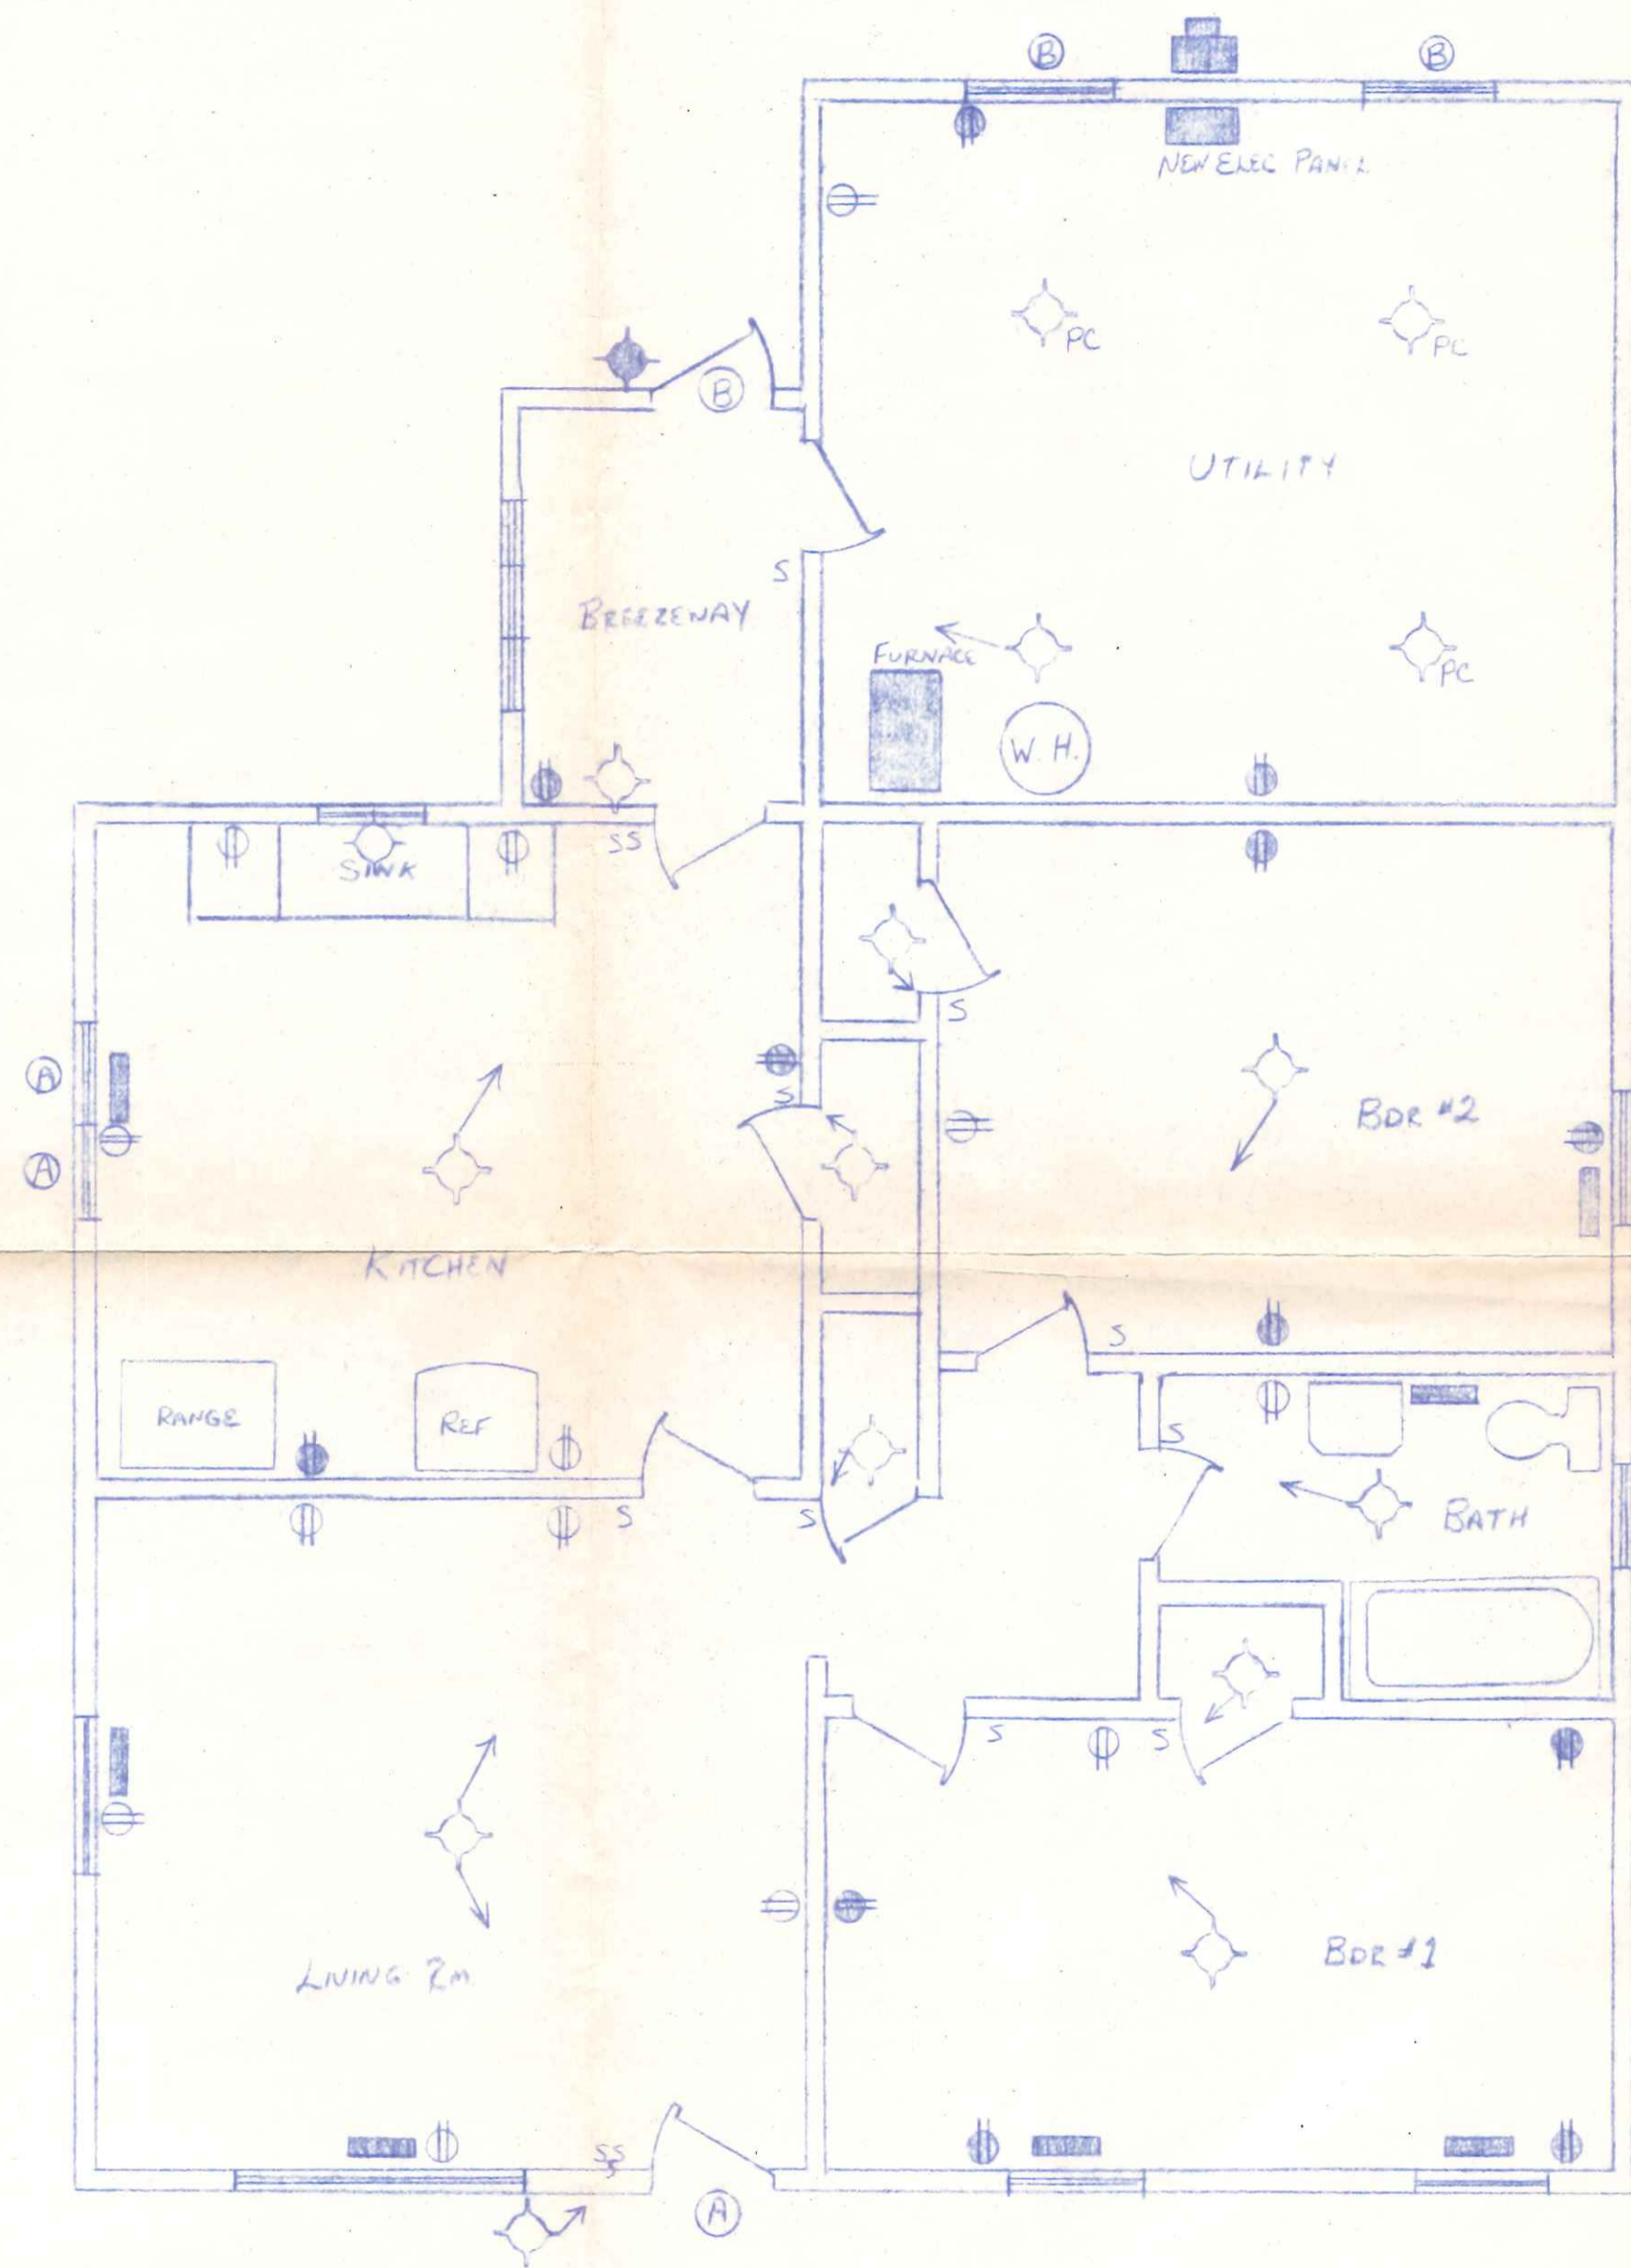 B
B
NEW ELEC PANEL
PC
PC
B
UTILITY
S
BREEZEWAY
FURNACE
PC
W. H.
SS
SINK
S
A
S
BDR #2
A
KITCHEN
S
RANGE
REF
S
S
S
BATH
S
S
BDR #1
LIVING RM
SS
A